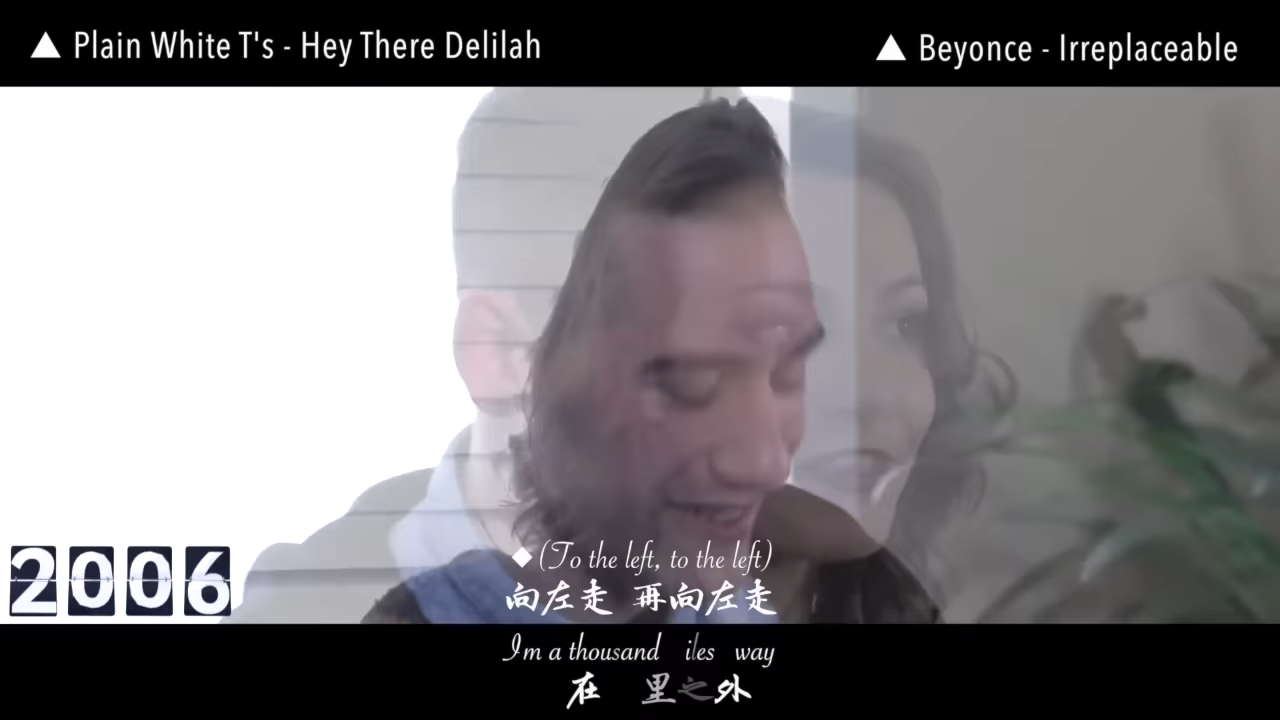 ▲ Plain White T's - Hey There Delilah
▲ Beyonce - Irreplaceable
2006
◆(To the left, to the left)
向左走 再向左走
Im a thousand iles way
在 里之外